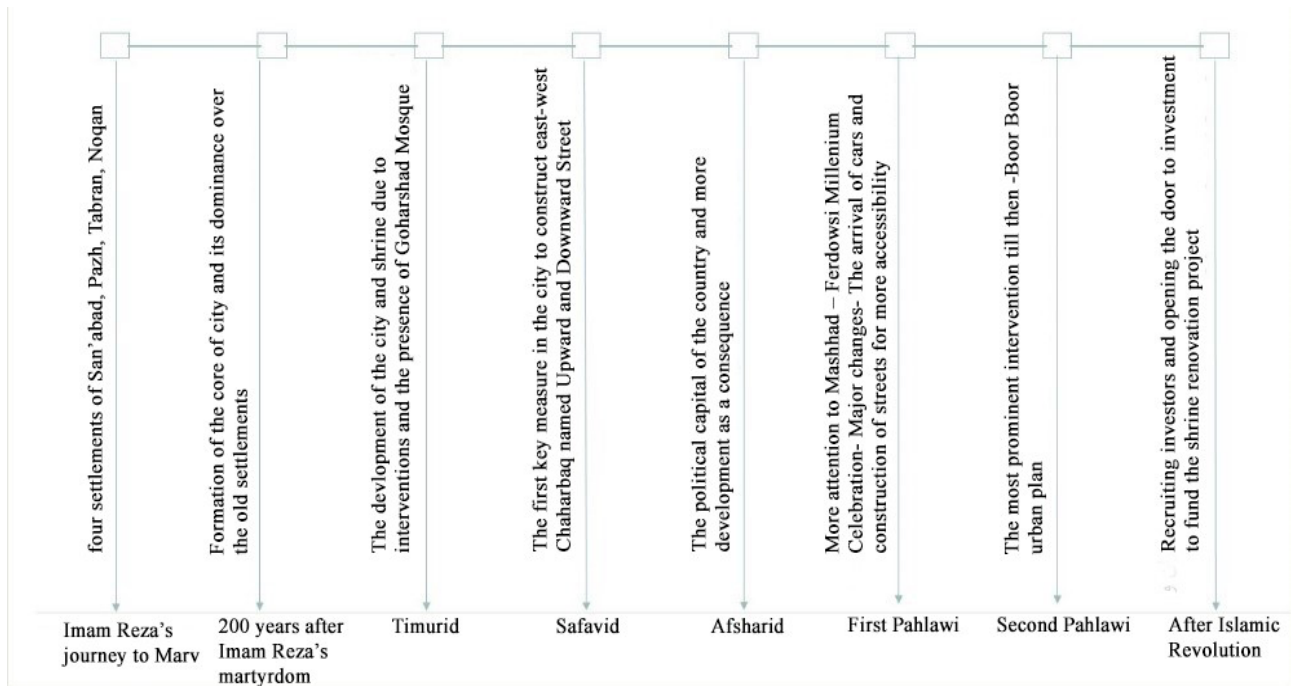 four settlements of San'abad, Pazh, Tabran, Noqan
Formation of the core of city and its dominance over
the old settlements
The devlopment of the city and shrine due to
interventions and the presence of Goharshad Mosque
The first key measure in the city to construct east-west
Chaharbaq named Upward and Downward Street
The political capital of the country and more
development as a consequence
More attention to Mashhad – Ferdowsi Millenium
Celebration- Major changes- The arrival of cars and
construction of streets for more accessibility
The most prominent intervention till then -Boor Boor
urban plan
Recruiting investors and opening the door to investment
to fund the shrine renovation project
Imam Reza's
journey to Marv
200 years after
Imam Reza's
martyrdom
Timurid
Safavid
Afsharid
First Pahlawi
Second Pahlawi
After Islamic
Revolution